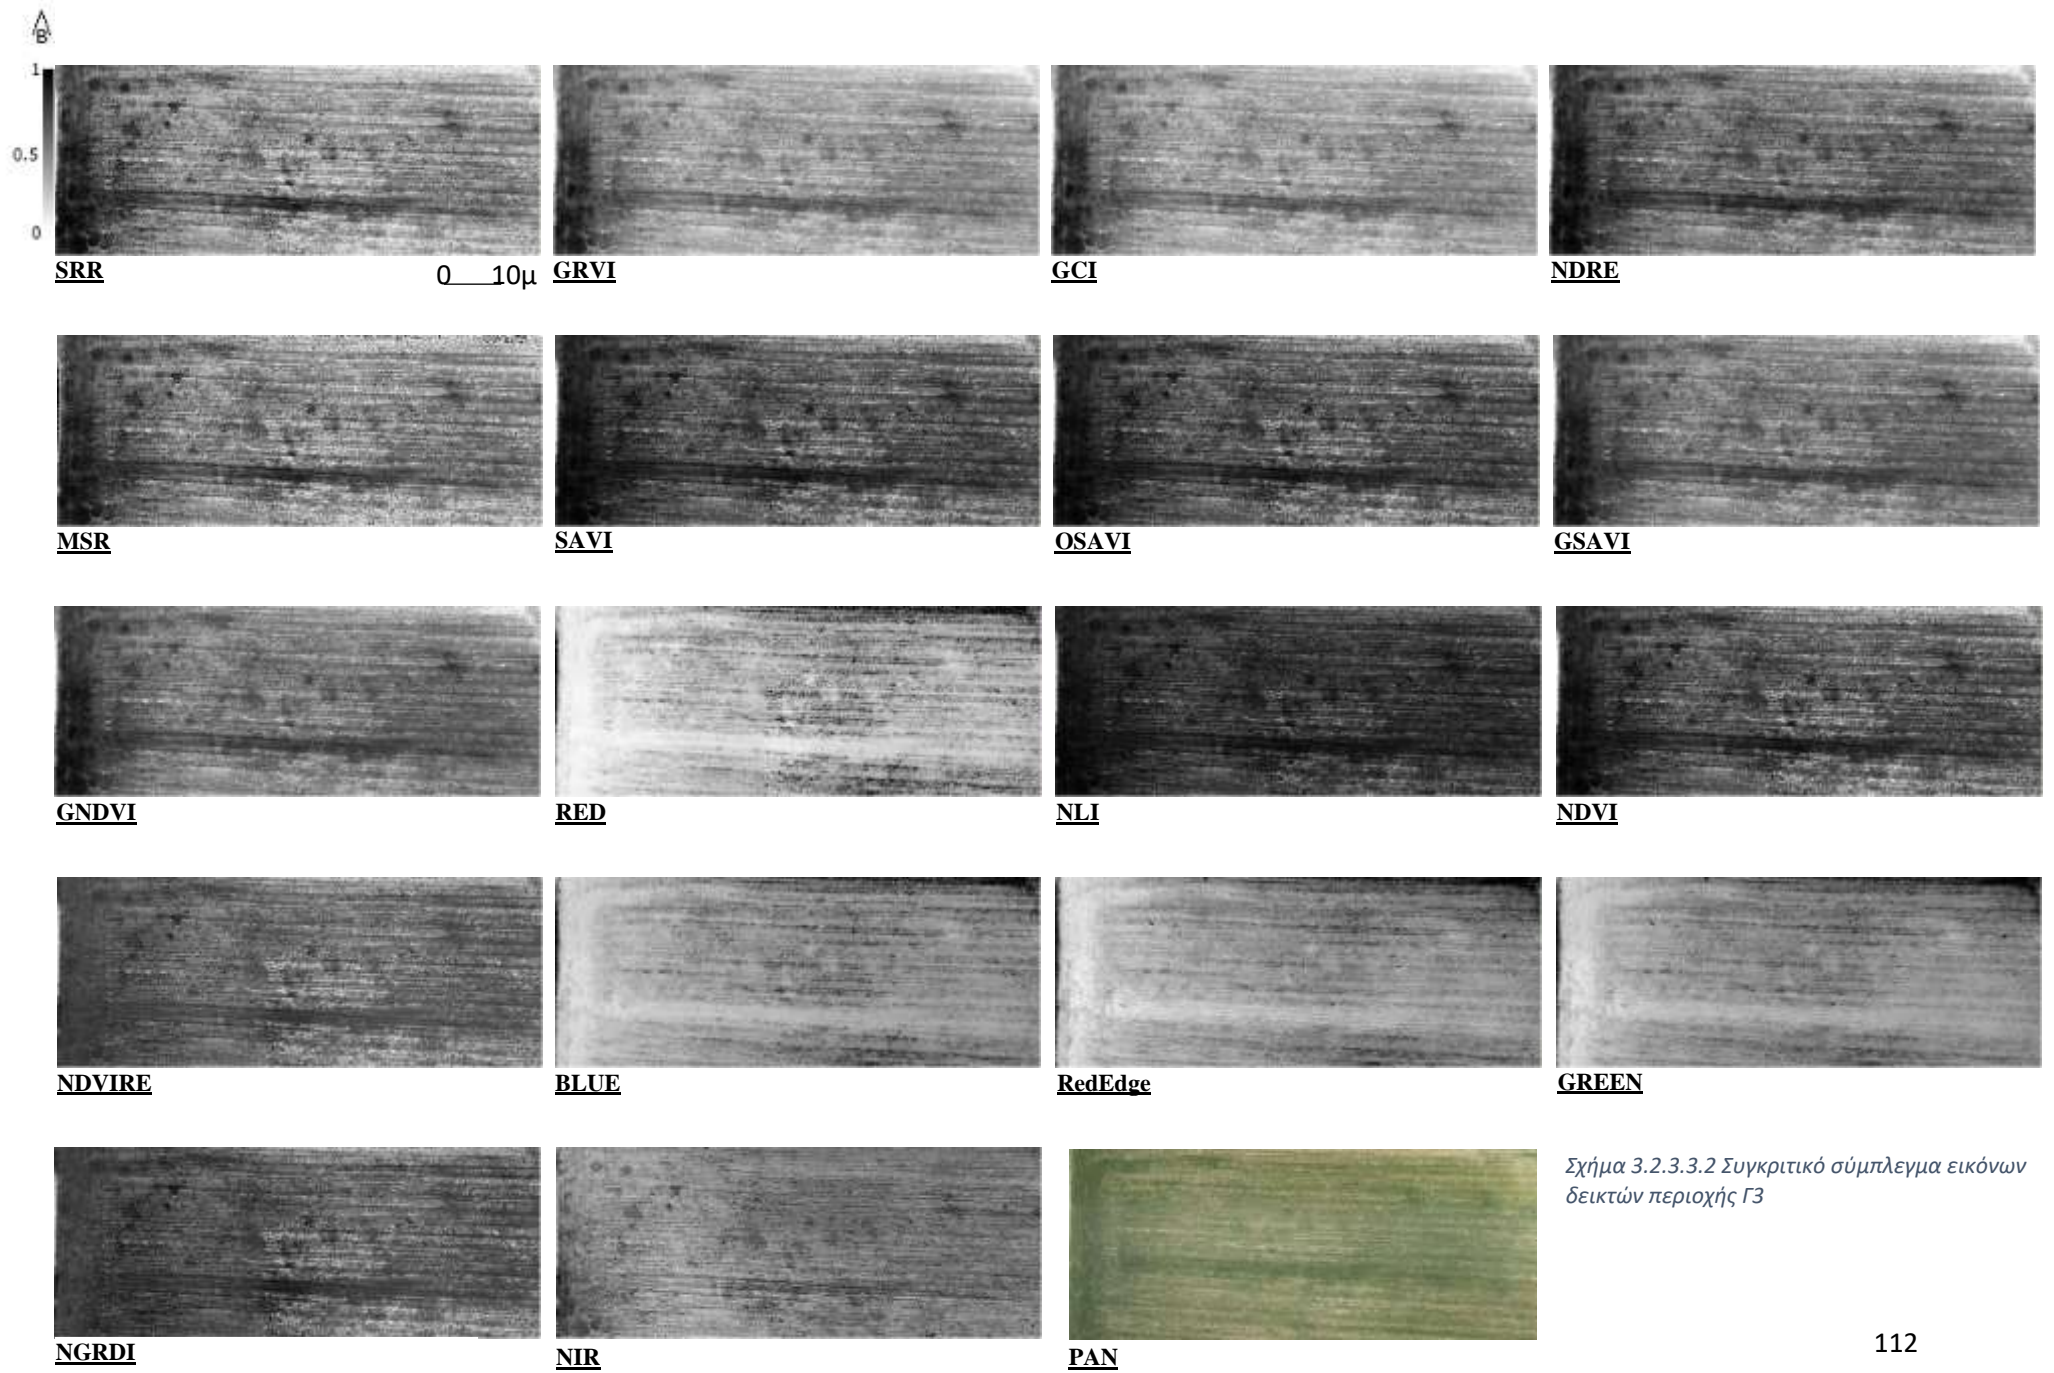 B
1
0.5
0
SRR
0 10μ
GRVI
GCI
NDRE
MSR
SAVI
OSAVI
GSAVI
GNDVI
RED
NLI
NDVI
NDVIRE
BLUE
RedEdge
GREEN
NGRDI
NIR
PAN
Σχήμα 3.2.3.3.2 Συγκριτικό σύμπλεγμα εικόνων
δεικτών περιοχής Γ3
112